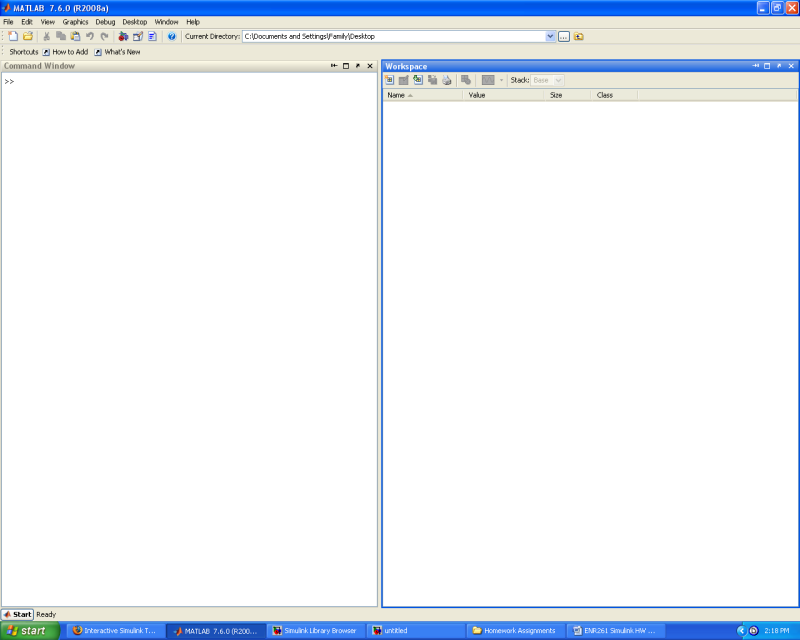 MATLAB 7.6.0 (R2008a)
File Edit View Graphics Debug Desktop Window Help
Current Directory: C:\Documents and Settings\Family\Desktop
Shortcuts How to Add What's New
Command Window
>>
Workspace
Stack: Base
Name Value Size Class
Start Ready
start Interactive Simulink T... MATLAB 7.6.0 (R200... Simulink Library Browser untitled Homework Assignments ENR261 Simulink HW ... 2:18 PM